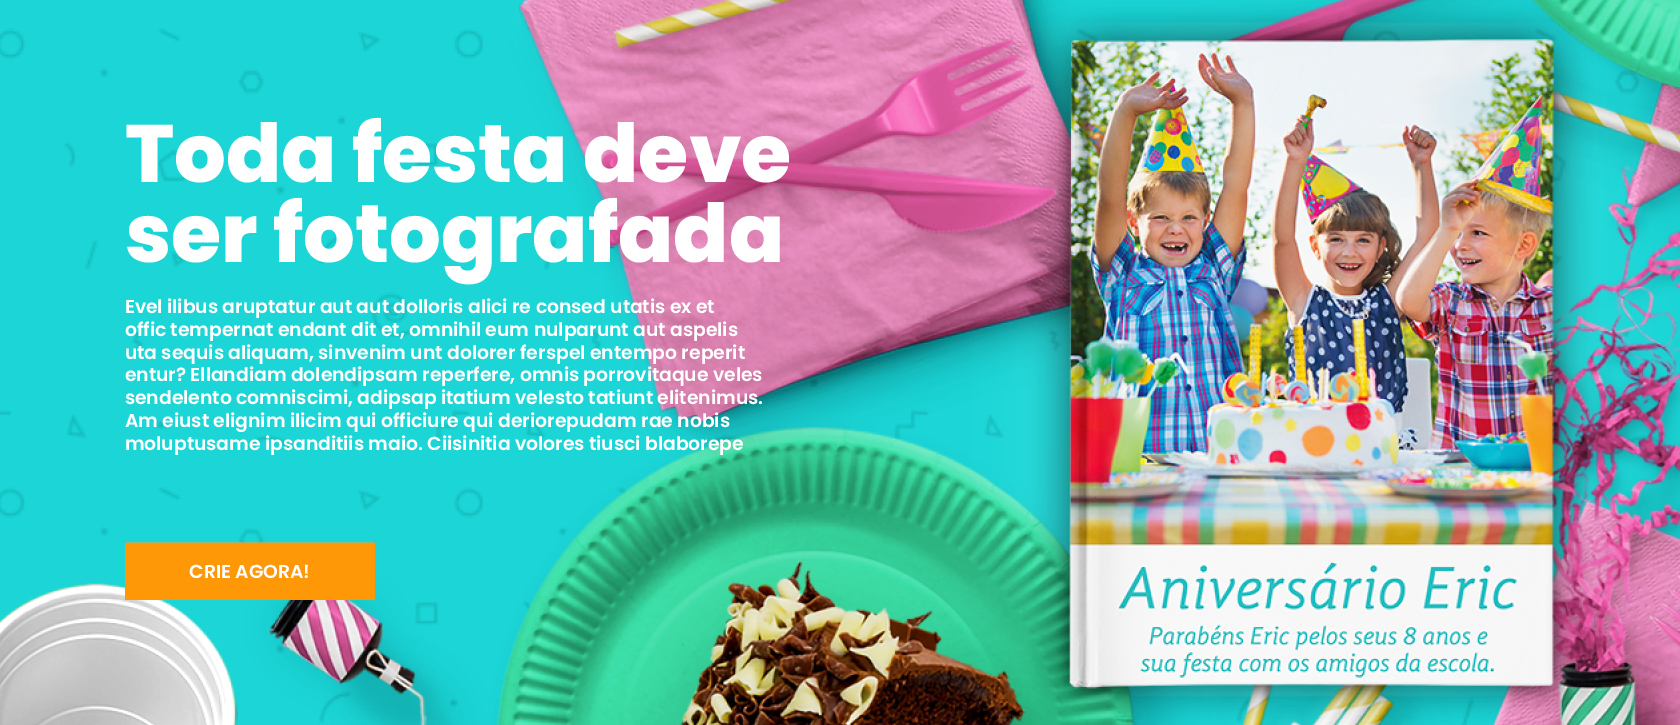 Toda festa deve
ser fotografada
Evel ilibus aruptatur aut aut dolloris alici re consed utatis ex et
offic tempernat endant dit et, omnihil eum nulparunt aut aspelis
uta sequis aliquam, sinvenim unt dolorer ferspel entempo reperit
entur? Ellandiam dolendipsam reperfere, omnis porrovitaque veles
sendelento comniscimi, adipsap itatium velesto tatiunt elitenimus.
Am eiust elignim ilicim qui officiure qui deriorepudam rae nobis
moluptusame ipsanditiis maio. Ciisinitia volores tiusci blaborepe
CRIE AGORA!
Aniversário Eric
Parabéns Eric pelos seus 8 anos e
sua festa com os amigos da escola.